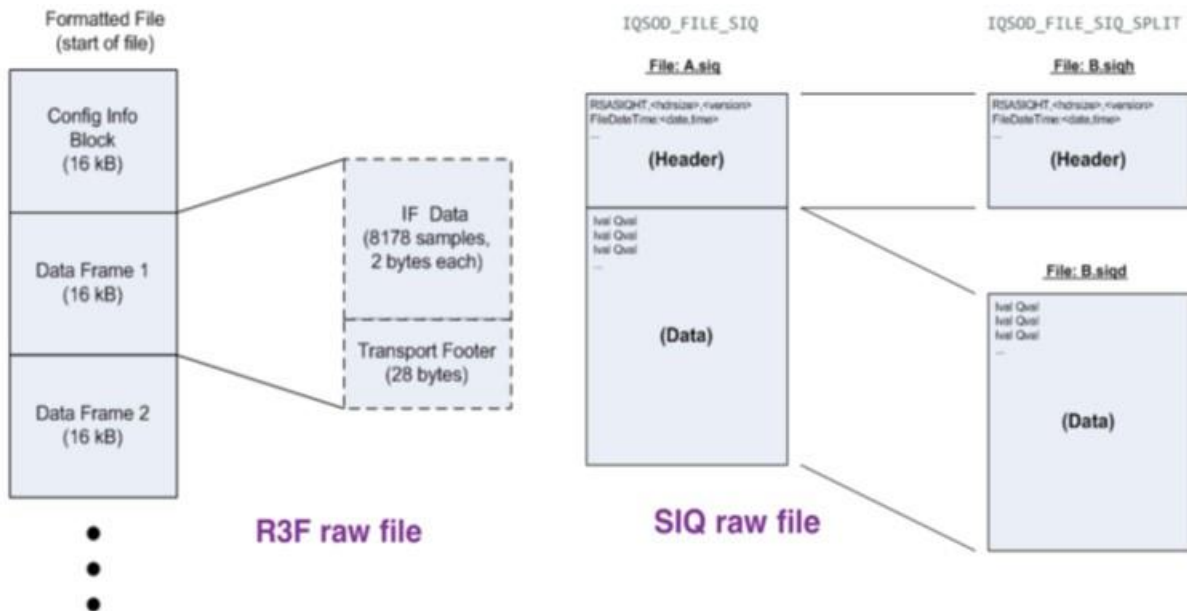 Formatted File
(start of file)
Config Info
Block
(16 kB)
Data Frame 1
(16 kB)
Data Frame 2
(16 kB)
IF Data
(8178 samples,
2 bytes each)
Transport Footer
(28 bytes)
R3F raw file
IQSOD_FILE_SIQ
File: A.siq
RSASIQHT,<hdrsize>,<version>
FileDateTime:<date,time>
...
(Header)
Ival Qval
Ival Qval
Ival Qval
...
(Data)
SIQ raw file
IQSOD_FILE_SIQ_SPLIT
File: B.siqh
RSASIQHT,<hdrsize>,<version>
FileDateTime:<date,time>
...
(Header)
File: B.siqd
Ival Qval
Ival Qval
Ival Qval
...
(Data)